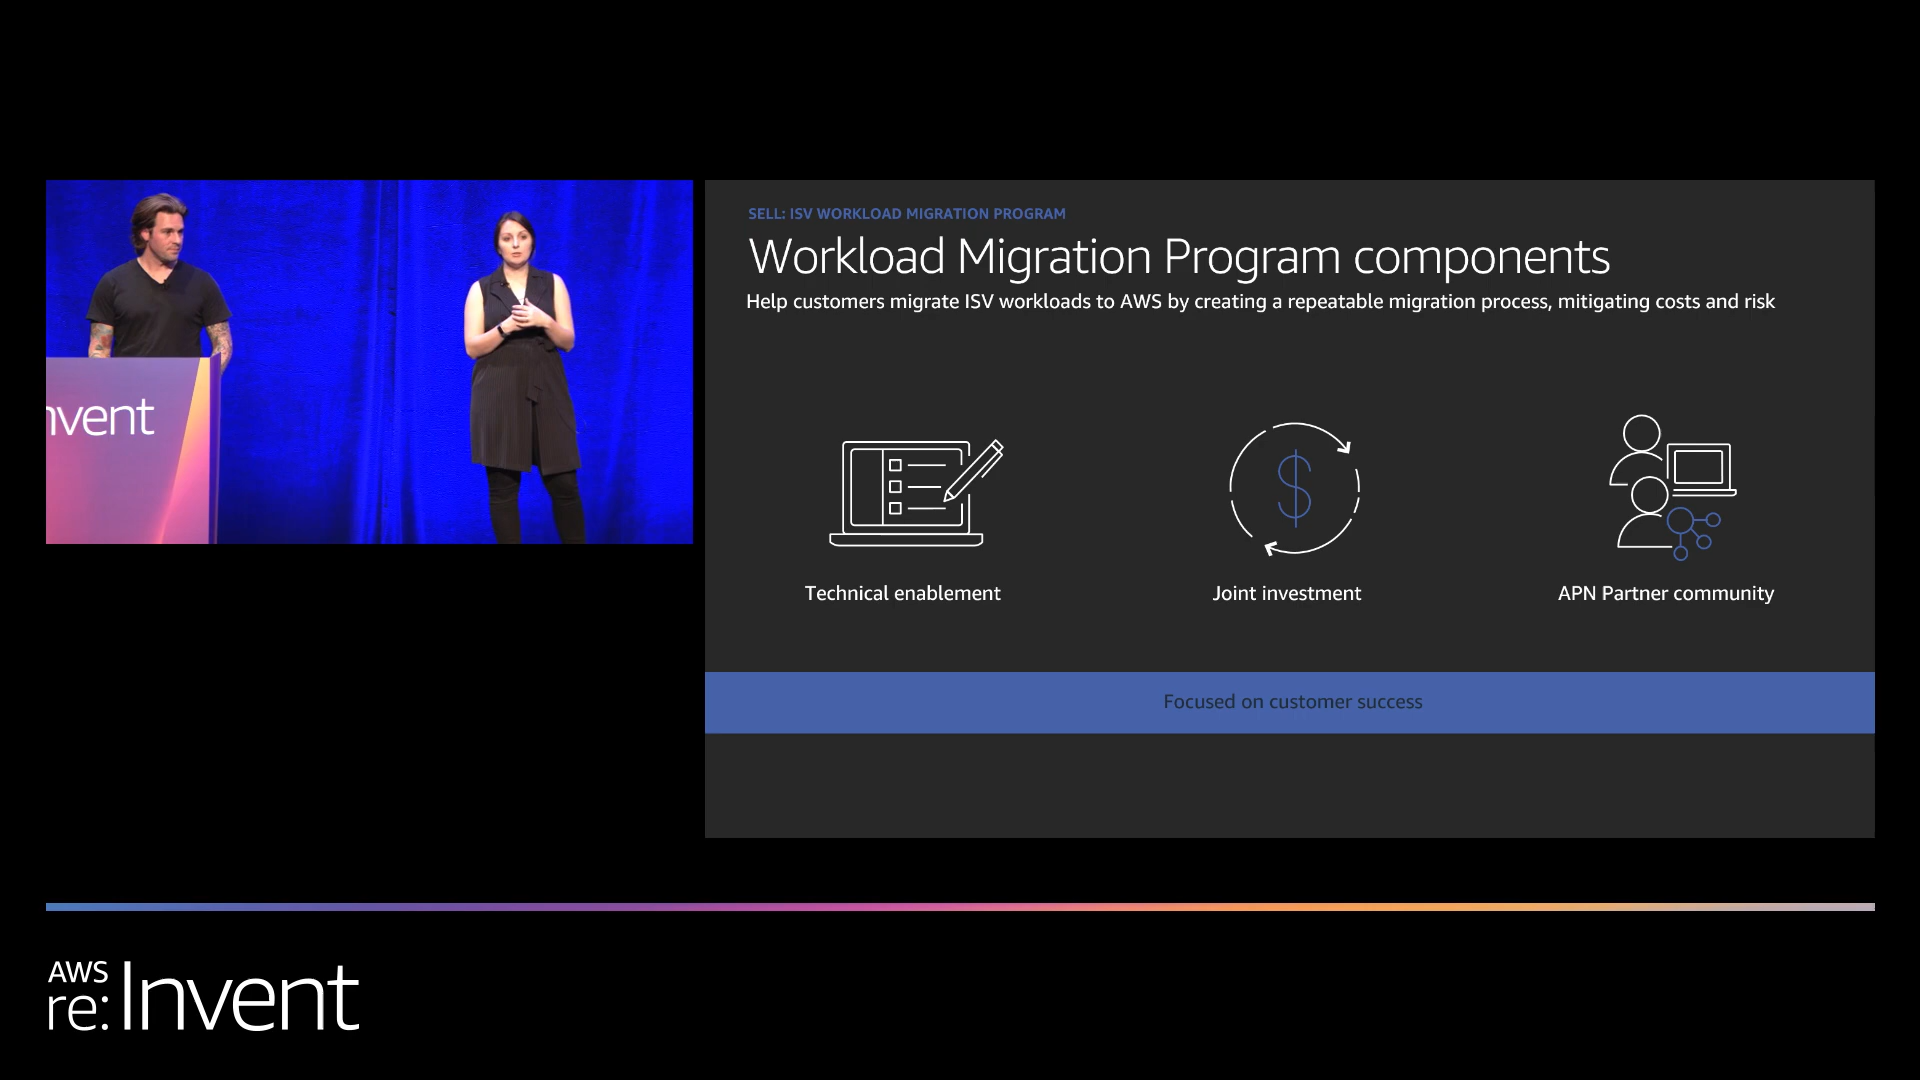 nvent
SELL: ISV WORKLOAD MIGRATION PROGRAM
Workload Migration Program components
Help customers migrate ISV workloads to AWS by creating a repeatable migration process, mitigating costs and risk
$
Technical enablement
Joint investment
APN Partner community
Focused on customer success
AWS
re:Invent